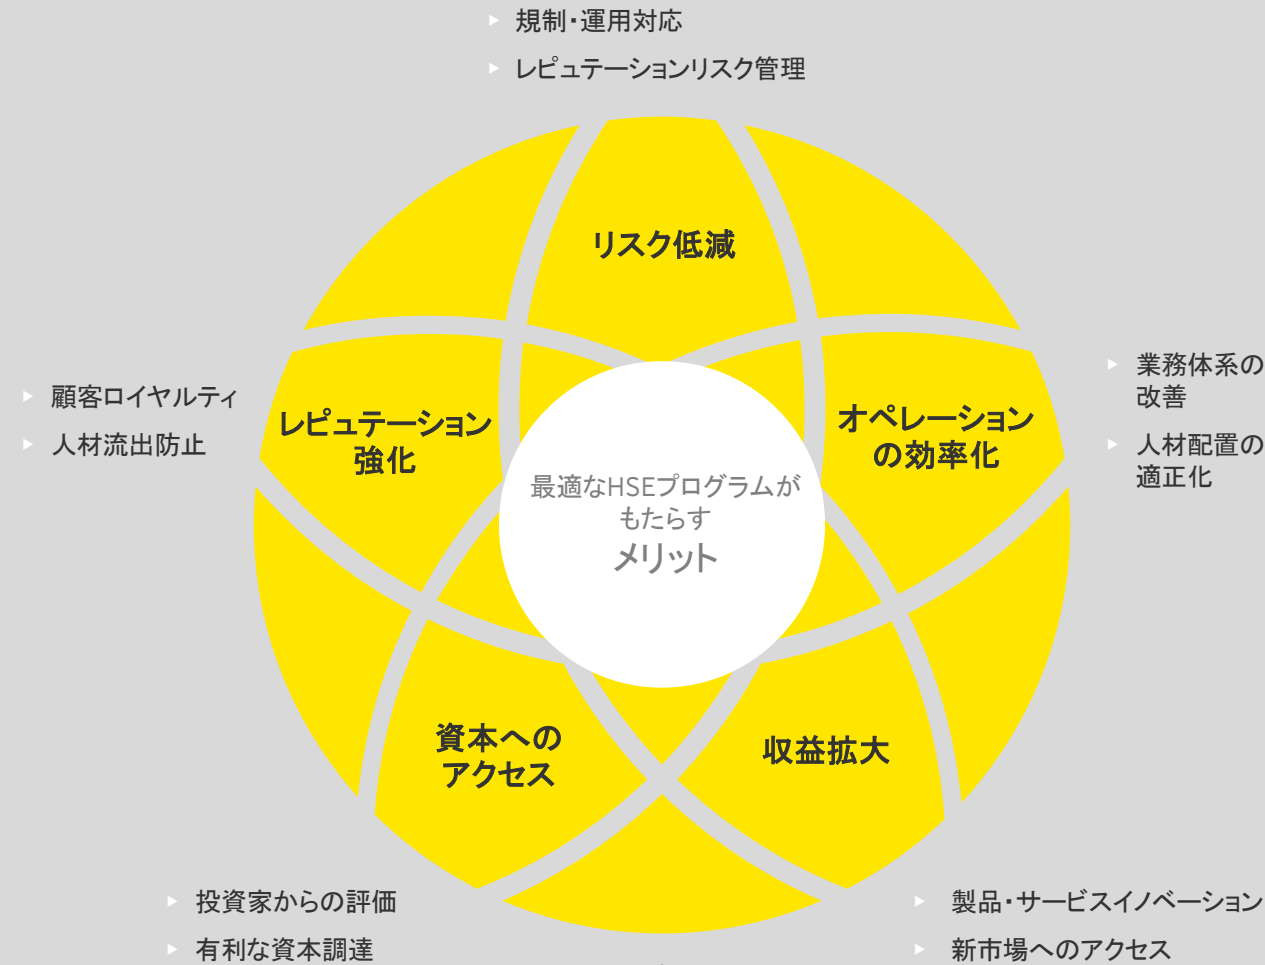 規制・運用対応
レピュテーションリスク管理
リスク低減
業務体系の
改善
人材配置の
適正化
オペレーション
の効率化
顧客ロイヤルティ
人材流出防止
レピュテーション
強化
最適なHSEプログラムが
もたらす
メリット
資本への
アクセス
収益拡大
投資家からの評価
有利な資本調達
製品・サービスイノベーション
新市場へのアクセス